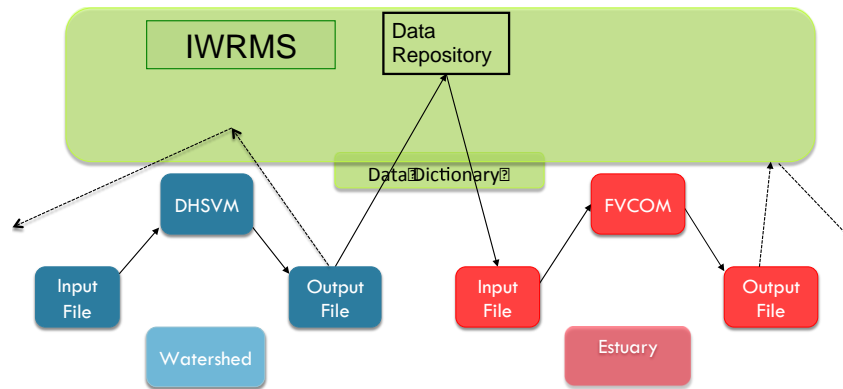 IWRMS
Data
Repository
Data⍰Dictionary⍰
DHSVM
FVCOM
Input
File
Output
File
Input
File
Output
File
Watershed
Estuary